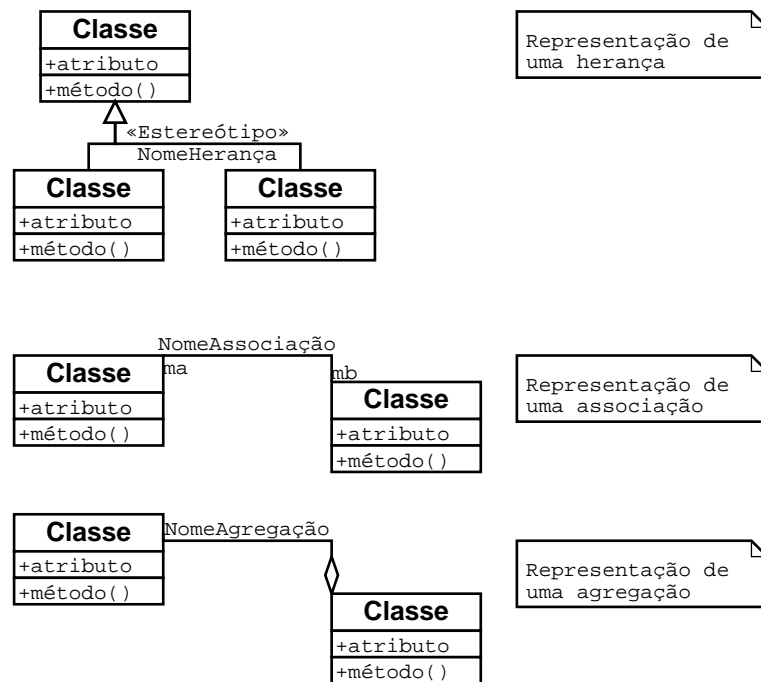 Classe
+atributo
+método()
Representação de
uma herança
«Estereótipo»
NomeHerança
Classe
+atributo
+método()
Classe
+atributo
+método()
NomeAssociação
ma
mb
Classe
+atributo
+método()
Classe
+atributo
+método()
Representação de
uma associação
Classe
+atributo
+método()
NomeAgregação
Classe
+atributo
+método()
Representação de
uma agregação